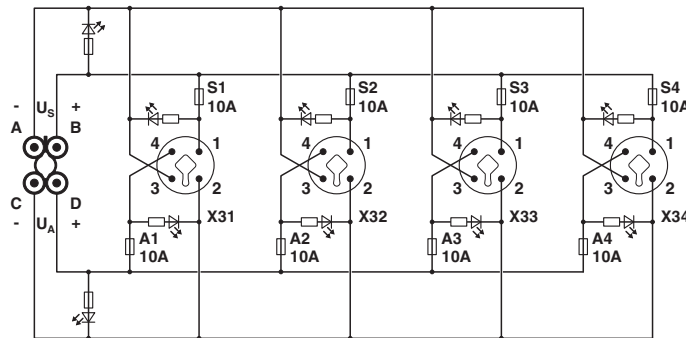 S1 S2 S3 S4
10A 10A 10A 10A
- US +
A B
4 1 4 1 4 1 4 1
3 2 3 2 3 2 3 2
C D
- UA +
X31 X32 X33 X34
A1 A2 A3 A4
10A 10A 10A 10A